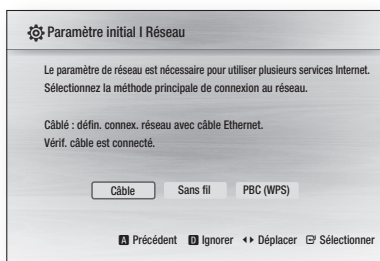 Paramètre initial I Réseau
Le paramètre de réseau est nécessaire pour utiliser plusieurs services Internet.
Sélectionnez la méthode principale de connexion au réseau.
Câblé : défin. connex. réseau avec câble Ethernet.
Vérif. câble est connecté.
Câble Sans fil PBC (WPS)
A Précédent D Ignorer Déplacer Sélectionner